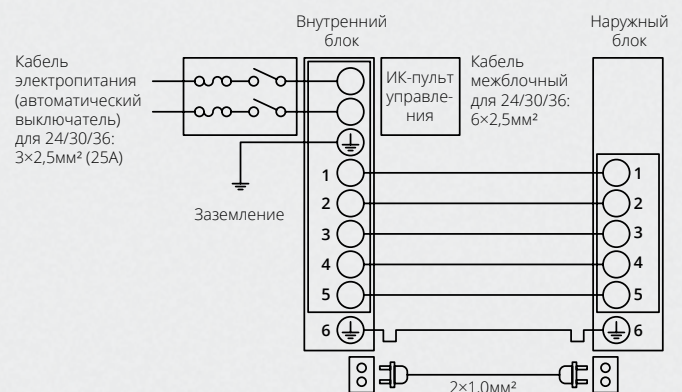 Внутренний
блок
Наружный
блок
Кабель
электропитания
(автоматический
выключатель)
для 24/30/36:
3×2,5мм² (25А)
ИК-пульт
управле-
ния
Кабель
межблочный
для 24/30/36:
6×2,5мм²
Заземление
1 1
2 2
3 3
4 4
5 5
6 6
2×1,0мм²